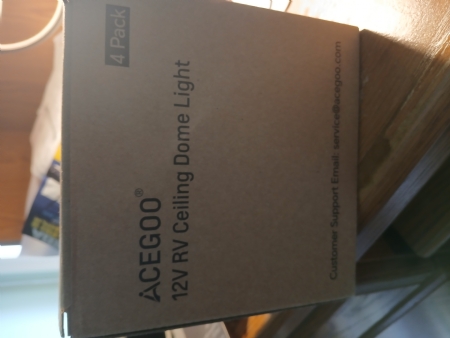 4 Pack
ACEGOO®
12V RV Ceiling Dome Light
Customer Support Email: service@acegoo.com